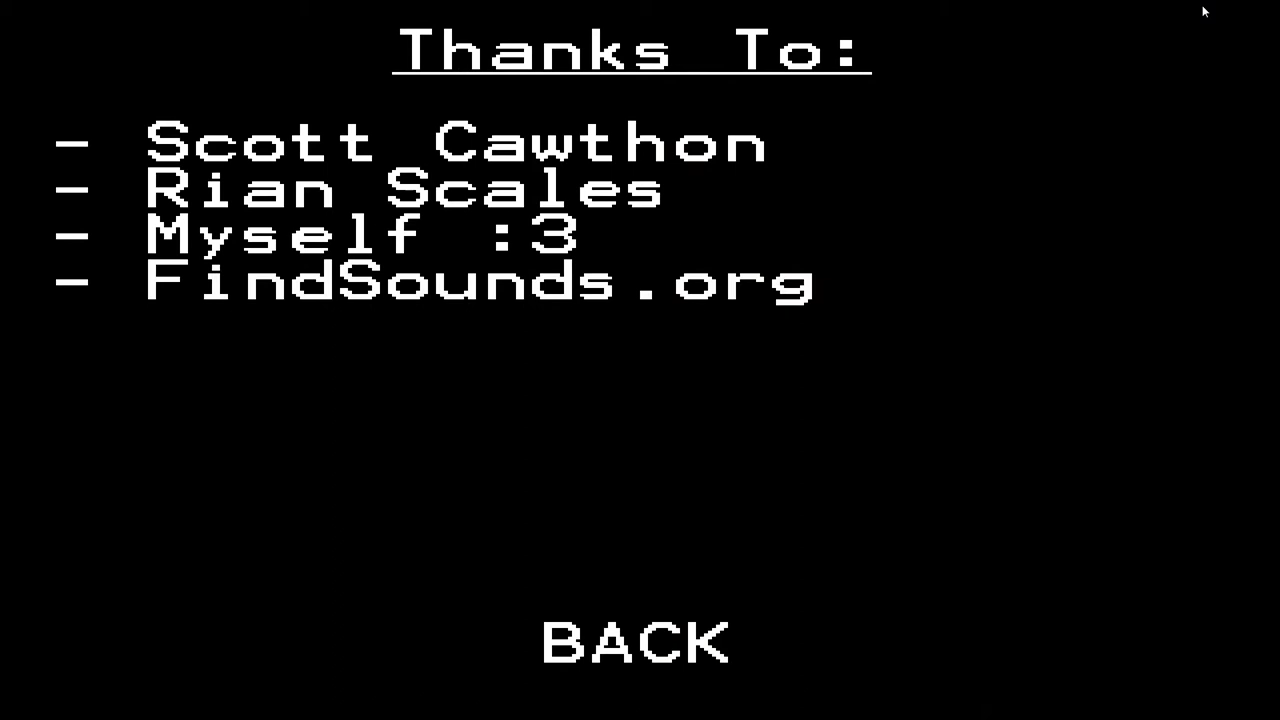 Thanks To:
- Scott Cawthon
- Rian Scales
- Myself :3
- FindSounds.org
BACK